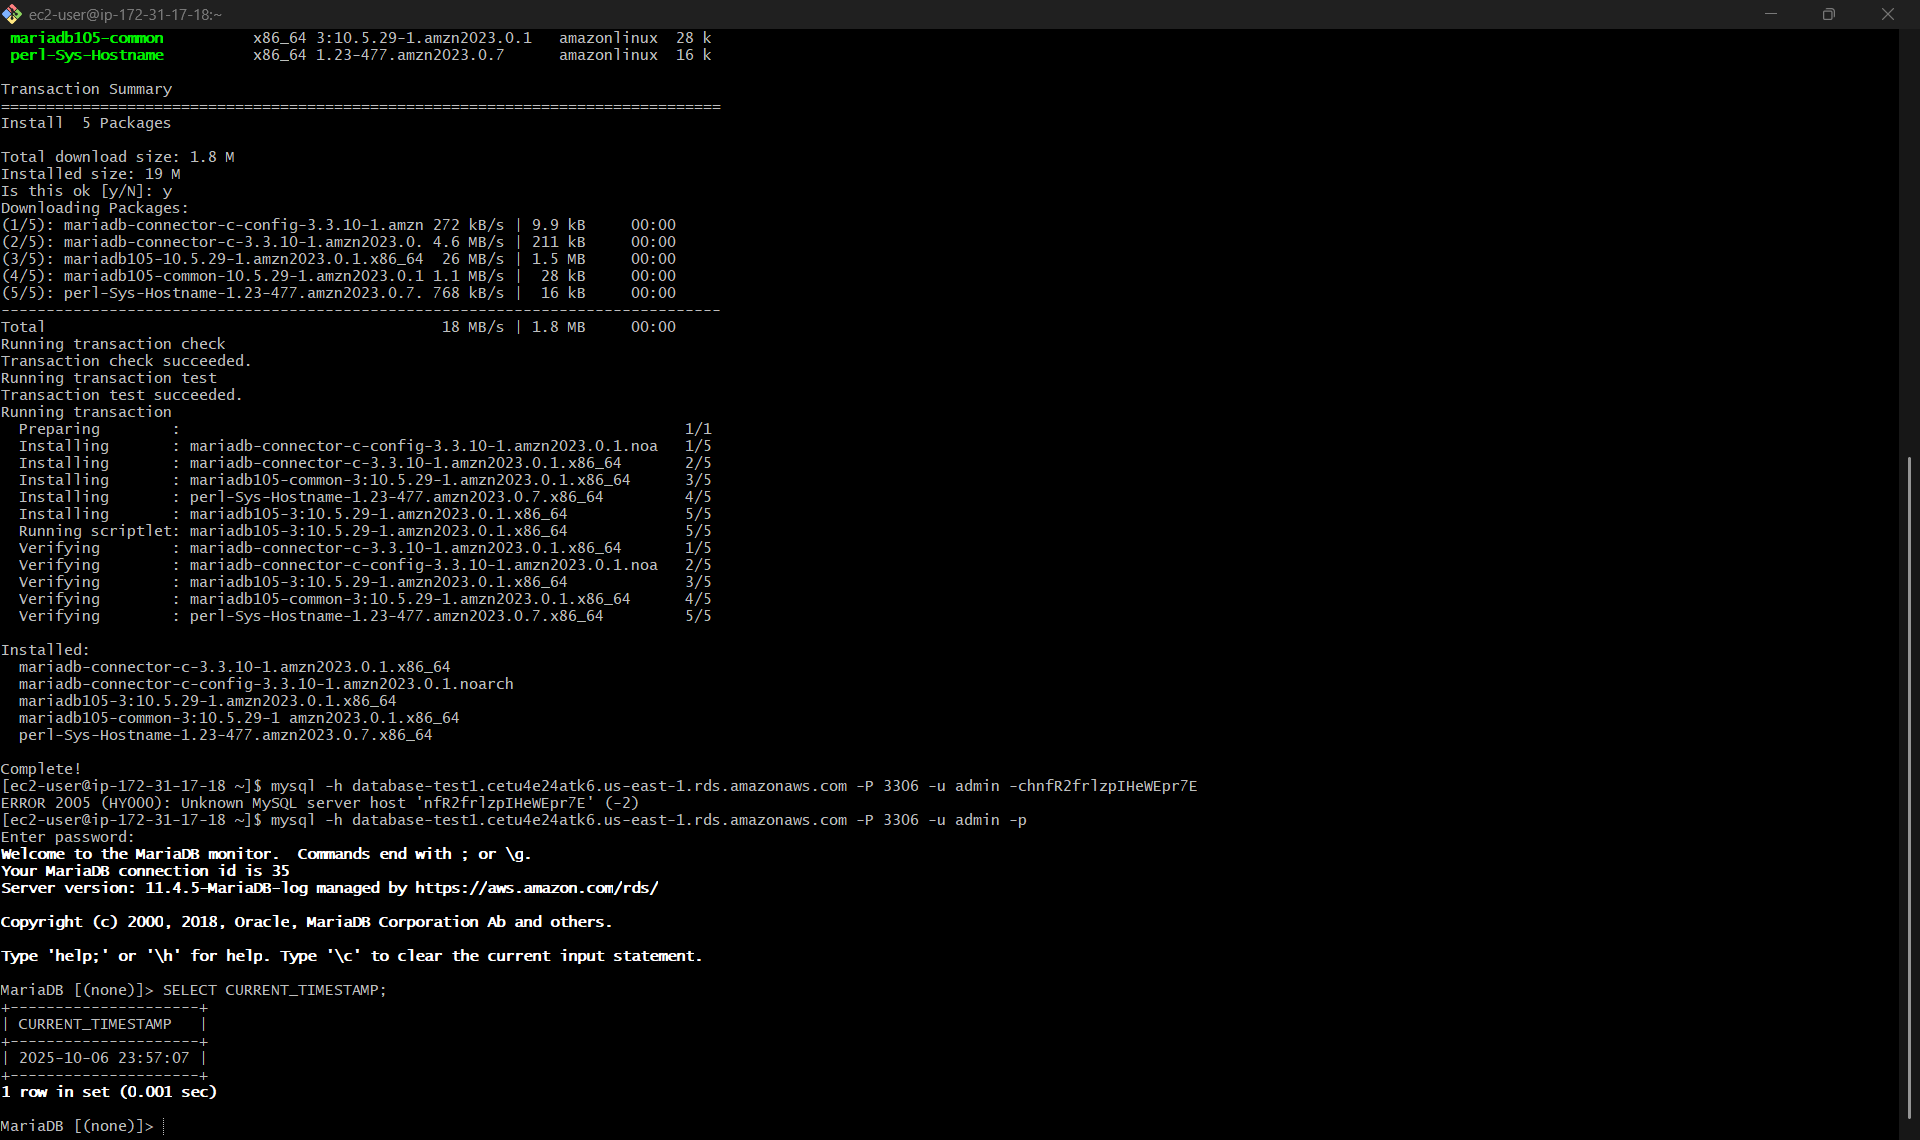 ec2-user@ip-172-31-17-18:~
mariadb105-common x86_64 3:10.5.29-1.amzn2023.0.1 amazonlinux 28 k
perl-Sys-Hostname x86_64 1.23-477.amzn2023.0.7 amazonlinux 16 k
Transaction Summary
================================================================================
Install 5 Packages
Total download size: 1.8 M
Installed size: 19 M
Is this ok [y/N]: y
Downloading Packages:
(1/5): mariadb-connector-c-config-3.3.10-1.amzn 272 kB/s | 9.9 kB 00:00
(2/5): mariadb-connector-c-3.3.10-1.amzn2023.0. 4.6 MB/s | 211 kB 00:00
(3/5): mariadb105-10.5.29-1.amzn2023.0.1.x86_64 26 MB/s | 1.5 MB 00:00
(4/5): mariadb105-common-10.5.29-1.amzn2023.0.1 1.1 MB/s | 28 kB 00:00
(5/5): perl-Sys-Hostname-1.23-477.amzn2023.0.7. 768 kB/s | 16 kB 00:00
--------------------------------------------------------------------------------
Total 18 MB/s | 1.8 MB 00:00
Running transaction check
Transaction check succeeded.
Running transaction test
Transaction test succeeded.
Running transaction
Preparing : 1/1
Installing : mariadb-connector-c-config-3.3.10-1.amzn2023.0.1.noa 1/5
Installing : mariadb-connector-c-3.3.10-1.amzn2023.0.1.x86_64 2/5
Installing : mariadb105-common-3:10.5.29-1.amzn2023.0.1.x86_64 3/5
Installing : perl-Sys-Hostname-1.23-477.amzn2023.0.7.x86_64 4/5
Installing : mariadb105-3:10.5.29-1.amzn2023.0.1.x86_64 5/5
Running scriptlet: mariadb105-3:10.5.29-1.amzn2023.0.1.x86_64 5/5
Verifying : mariadb-connector-c-3.3.10-1.amzn2023.0.1.x86_64 1/5
Verifying : mariadb-connector-c-config-3.3.10-1.amzn2023.0.1.noa 2/5
Verifying : mariadb105-3:10.5.29-1.amzn2023.0.1.x86_64 3/5
Verifying : mariadb105-common-3:10.5.29-1.amzn2023.0.1.x86_64 4/5
Verifying : perl-Sys-Hostname-1.23-477.amzn2023.0.7.x86_64 5/5
Installed:
mariadb-connector-c-3.3.10-1.amzn2023.0.1.x86_64
mariadb-connector-c-config-3.3.10-1.amzn2023.0.1.noarch
mariadb105-3:10.5.29-1.amzn2023.0.1.x86_64
mariadb105-common-3:10.5.29-1 amzn2023.0.1.x86_64
perl-Sys-Hostname-1.23-477.amzn2023.0.7.x86_64
Complete!
[ec2-user@ip-172-31-17-18 ~]$ mysql -h database-test1.cetu4e24atk6.us-east-1.rds.amazonaws.com -P 3306 -u admin -chnfR2frlzpIHeWEpr7E
ERROR 2005 (HY000): Unknown MySQL server host 'nfR2frlzpIHeWEpr7E' (-2)
[ec2-user@ip-172-31-17-18 ~]$ mysql -h database-test1.cetu4e24atk6.us-east-1.rds.amazonaws.com -P 3306 -u admin -p
Enter password:
Welcome to the MariaDB monitor.  Commands end with ; or \g.
Your MariaDB connection id is 35
Server version: 11.4.5-MariaDB-log managed by https://aws.amazon.com/rds/
Copyright (c) 2000, 2018, Oracle, MariaDB Corporation Ab and others.
Type 'help;' or '\h' for help. Type '\c' to clear the current input statement.
MariaDB [(none)]> SELECT CURRENT_TIMESTAMP;
+---------------------+
| CURRENT_TIMESTAMP   |
+---------------------+
| 2025-10-06 23:57:07 |
+---------------------+
1 row in set (0.001 sec)
MariaDB [(none)]>